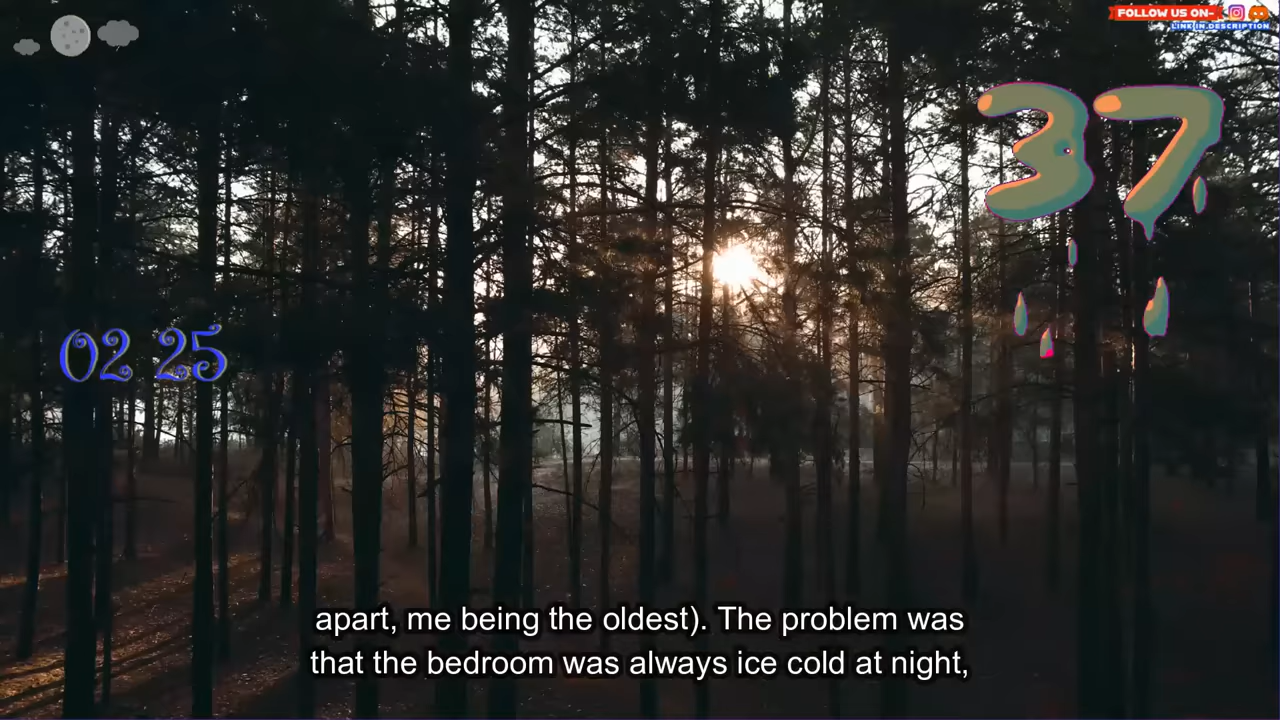 FOLLOW US ON-
LINK IN DESCRIPTION
37
02 25
apart, me being the oldest). The problem was
that the bedroom was always ice cold at night,